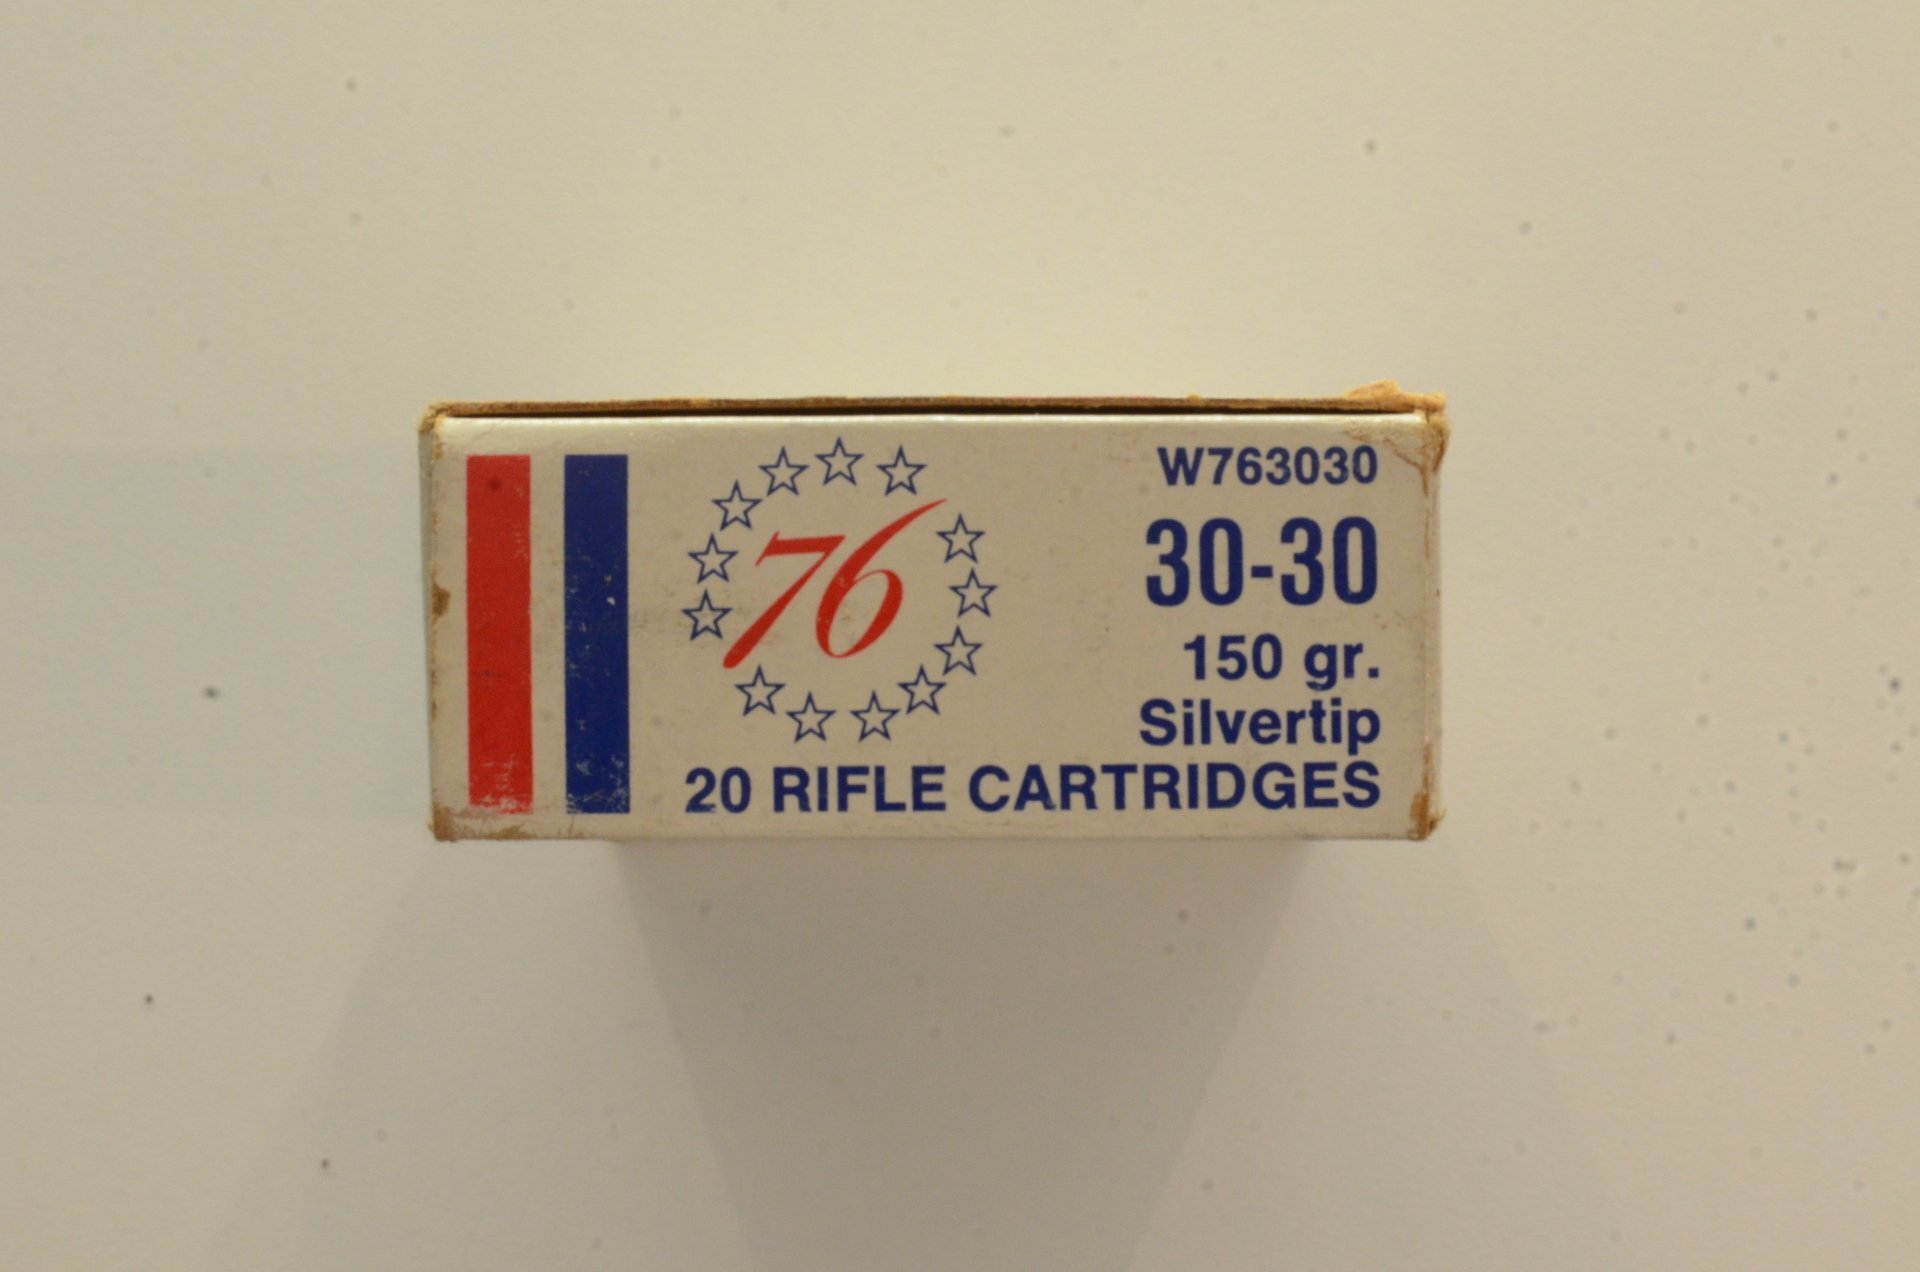 76
W763030
30-30
150 gr.
Silvertip
20 RIFLE CARTRIDGES